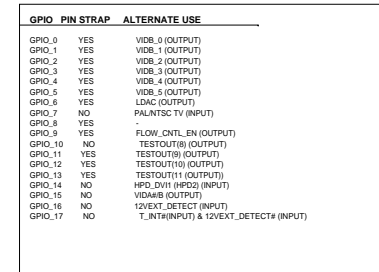 GPIO PIN STRAP ALTERNATE USE
GPIO_0 YES VIDB_0 (OUTPUT)
GPIO_1 YES VIDB_1 (OUTPUT)
GPIO_2 YES VIDB_2 (OUTPUT)
GPIO_3 YES VIDB_3 (OUTPUT)
GPIO_4 YES VIDB_4 (OUTPUT)
GPIO_5 YES VIDB_5 (OUTPUT)
GPIO_6 YES LDAC (OUTPUT)
GPIO_7 NO PAL/NTSC TV (INPUT)
GPIO_8 YES -
GPIO_9 YES FLOW_CNTL_EN (OUTPUT)
GPIO_10 NO TESTOUT(8) (OUTPUT)
GPIO_11 YES TESTOUT(9) (OUTPUT)
GPIO_12 YES TESTOUT(10) (OUTPUT)
GPIO_13 YES TESTOUT(11 (OUTPUT))
GPIO_14 NO HPD_DVI1 (HPD2) (INPUT)
GPIO_15 NO VIDA#/B (OUTPUT)
GPIO_16 NO 12VEXT_DETECT (INPUT)
GPIO_17 NO T_INT#(INPUT) & 12VEXT_DETECT# (INPUT)